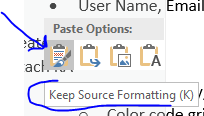 User Name, Email
Paste Options:
A
Keep Source Formatting (K)
Color code gri